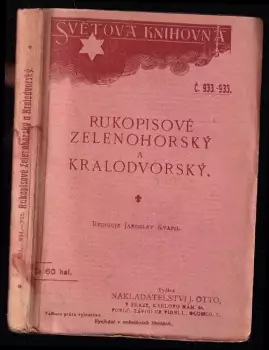 SVĚTOVÁ KNIHOVNA
Č. 933-935.
RUKOPISOVÉ
ZELENOHORSKÝ
A
KRALODVORSKÝ.
REDIGUJE JAROSLAV KVAPIL.
NAKLADATELSTVÍ J. OTTO,
V PRAZE, KARLOVO NÁM. 34.
60 hal.
Rukopisové Zelenohorský a Kralodvorský.